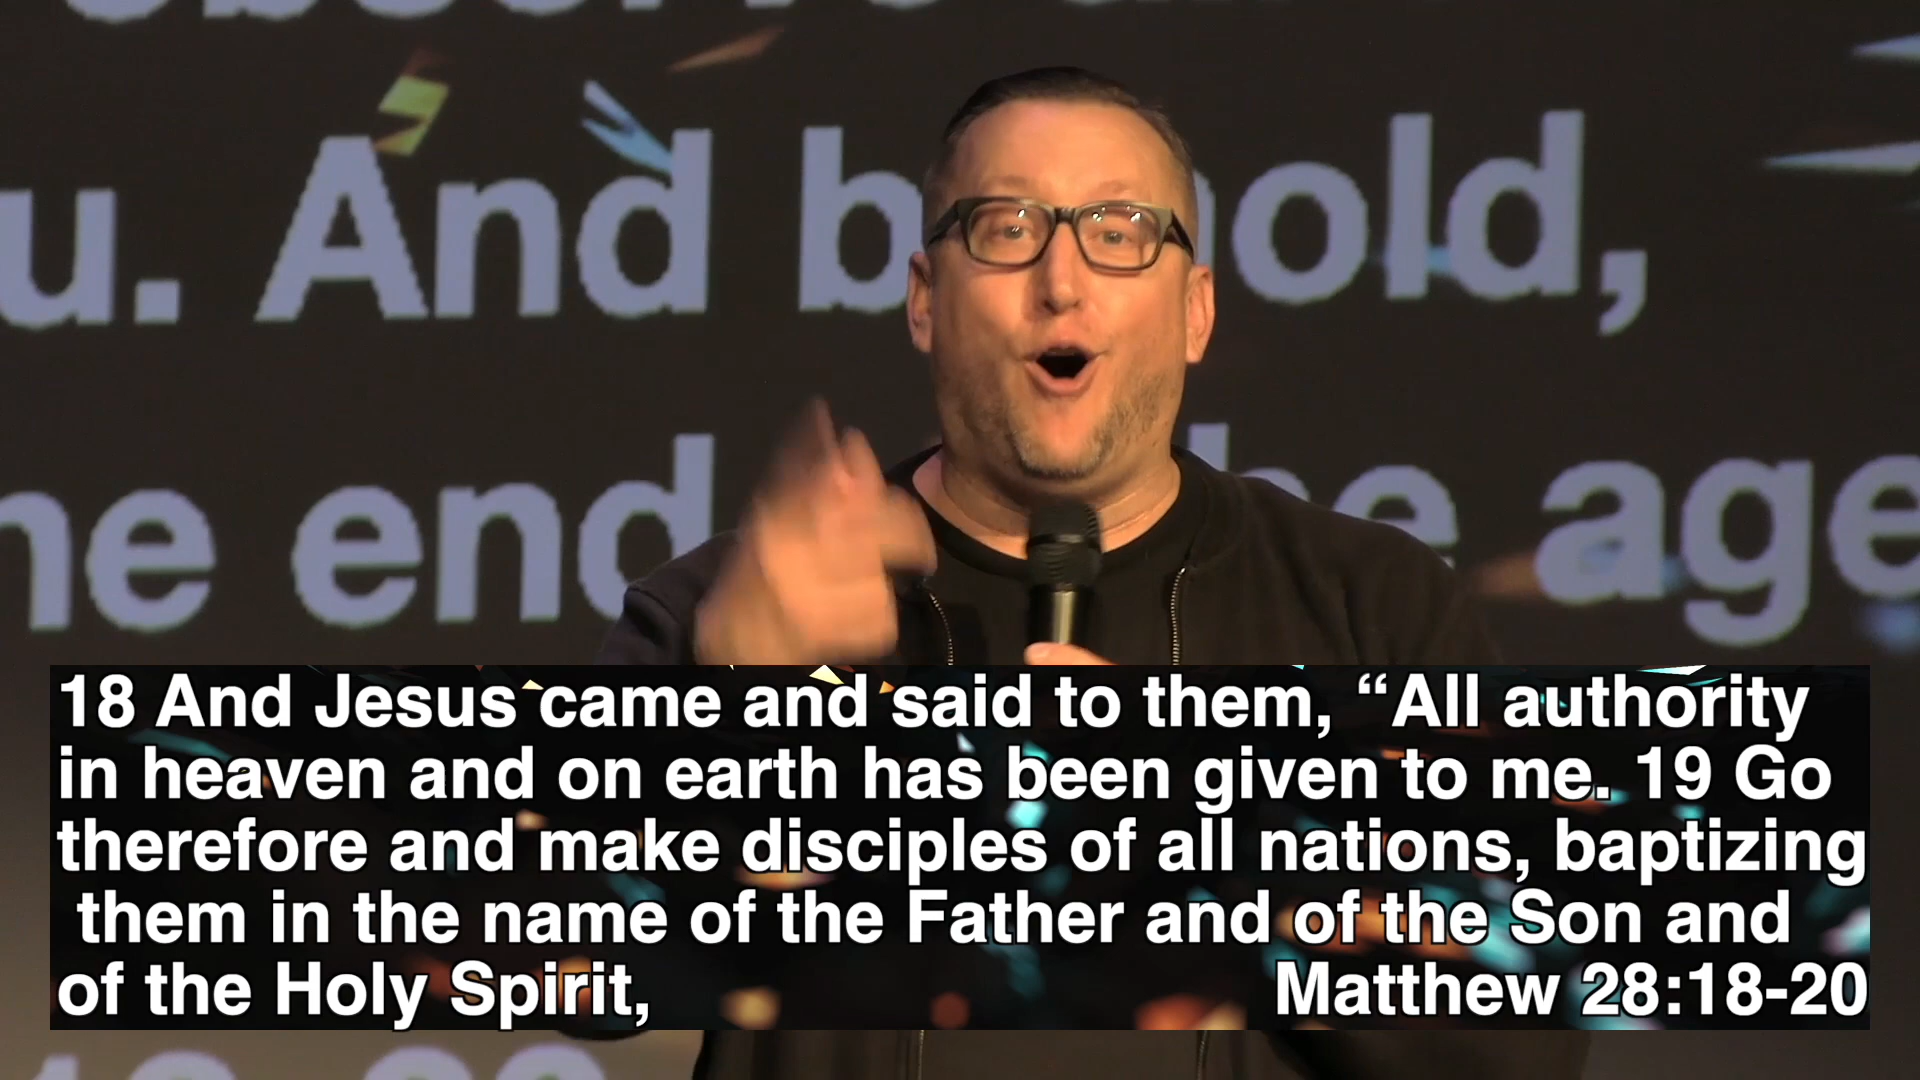 u. And b old,
he end he age
18 And Jesus came and said to them, “All authority
in heaven and on earth has been given to me. 19 Go
therefore and make disciples of all nations, baptizing
them in the name of the Father and of the Son and
of the Holy Spirit,
Matthew 28:18-20